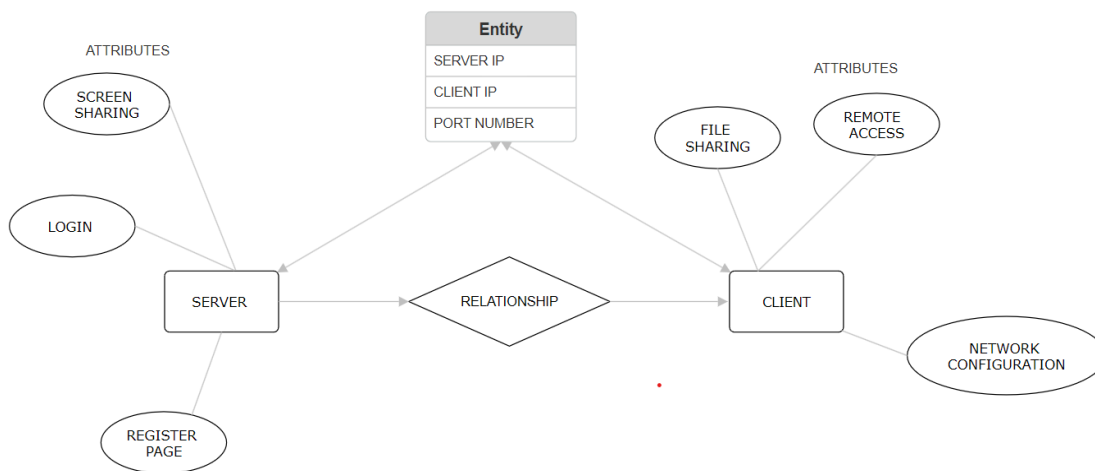 Entity
SERVER IP
CLIENT IP
PORT NUMBER
ATTRIBUTES
SCREEN
SHARING
LOGIN
SERVER
REGISTER
PAGE
RELATIONSHIP
ATTRIBUTES
FILE
SHARING
REMOTE
ACCESS
CLIENT
NETWORK
CONFIGURATION